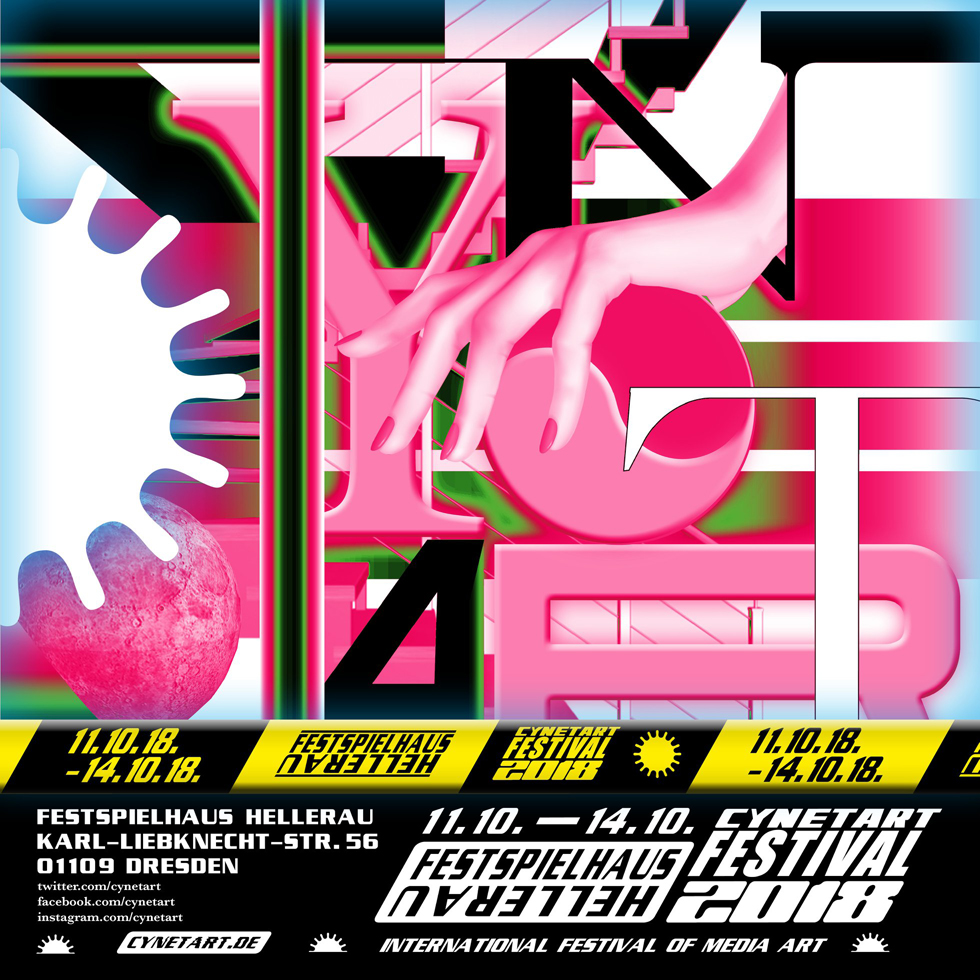 11.10.18.
–14.10.18.
FESTSPIELHAUS
HELLERAU
CYNETART
FESTIVAL
2018
11.10.18.
–14.10.18.
FESTSPIELHAUS HELLERAU
KARL–LIEBKNECHT–STR. 56
01109 DRESDEN
twitter.com/cynetart
facebook.com/cynetart
instagram.com/cynetart
CYNETART.DE
11.10. — 14.10.
FESTSPIELHAUS
HELLERAU
CYNETART
FESTIVAL
2018
INTERNATIONAL FESTIVAL OF MEDIA ART